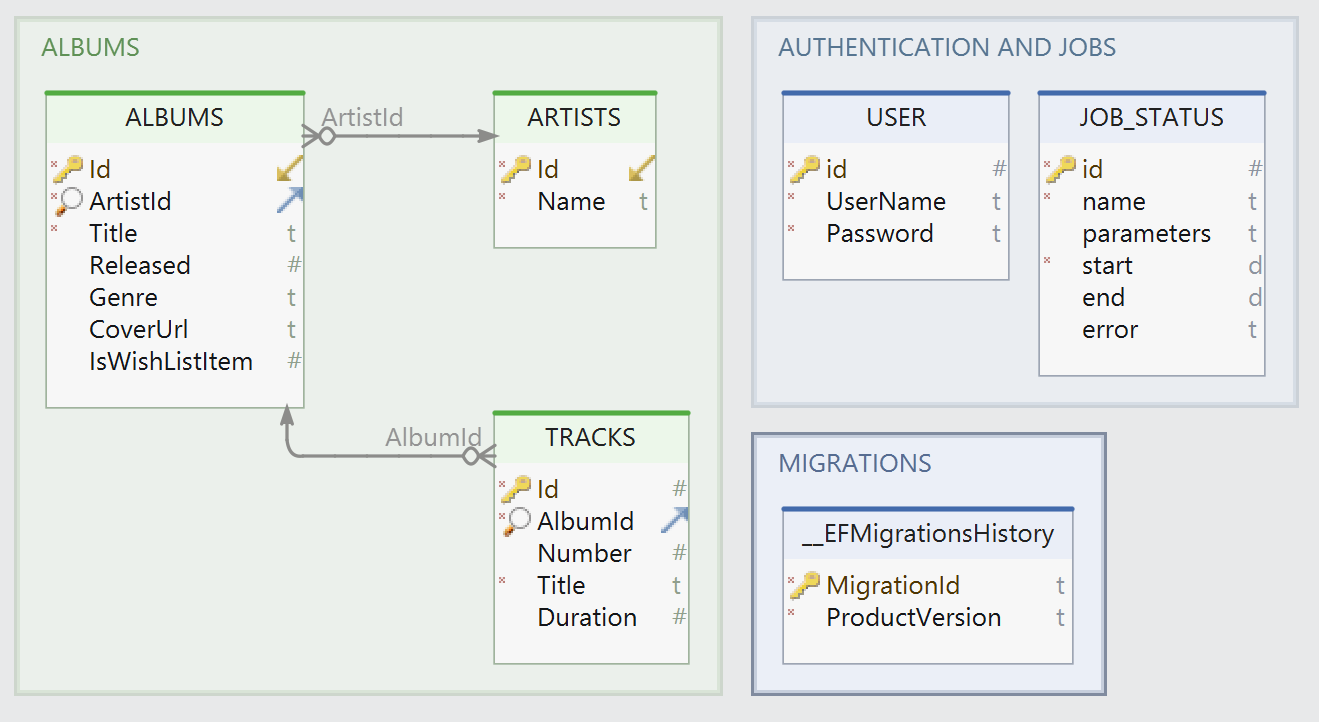 ALBUMS
ALBUMS
Id
ArtistId
Title t
Released #
Genre t
CoverUrl t
IsWishListItem #
ArtistId
ARTISTS
Id
Name t
AlbumId
TRACKS
Id #
AlbumId
Number #
Title t
Duration #
AUTHENTICATION AND JOBS
USER
id #
UserName t
Password t
JOB_STATUS
id #
name t
parameters t
start d
end d
error t
MIGRATIONS
__EFMigrationsHistory
MigrationId t
ProductVersion t